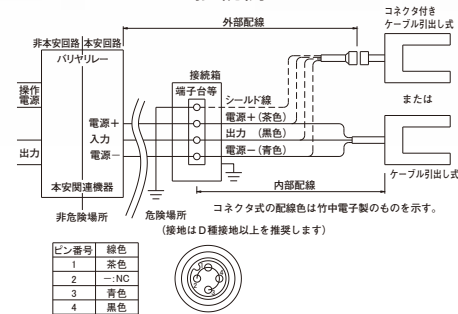 外部配線
コネクタ付き
ケーブル引出し式
非本安回路 本安回路
バリヤリレー
接続箱
端子台等
操作
電源
シールド線
または
電源+
電源+(茶色)
入力
出力 (黒色)
出力
電源−
電源−(青色)
ケーブル引出し式
本安関連機器
内部配線
非危険場所
危険場所
コネクタ式の配線色は竹中電子製のものを示す。
(接地はD種接地以上を推奨します)
ピン番号 線色
1 茶色
2 −:NC
3 青色
4 黒色